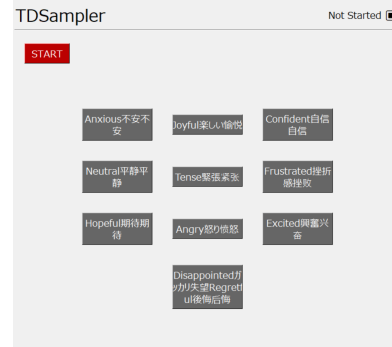 TDSampler
Not Started
START
Anxious不安不
安
Joyful楽しい愉悦
Confident自信
自信
Neutral平静平
静
Tense緊張紧张
Frustrated挫折
感挫败
Hopeful期待期
待
Angry怒り愤怒
Excited興奮兴
奋
Disappointedガ
ッカリ失望Regretf
ul後悔后悔